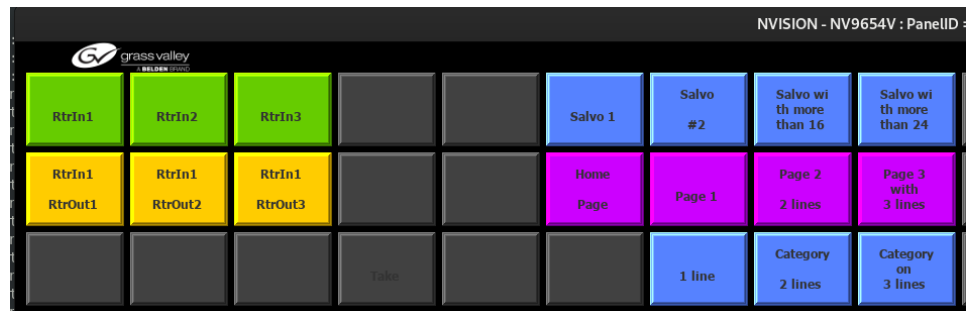 NVISION - NV9654V : PanelID =
GV grass valley
A BELDEN BRAND
RtrIn1
RtrIn2
RtrIn3
Salvo 1
Salvo
#2
Salvo wi
th more
than 16
Salvo wi
th more
than 24
RtrIn1
RtrOut1
RtrIn1
RtrOut2
RtrIn1
RtrOut3
Home
Page
Page 1
Page 2
2 lines
Page 3
with
3 lines
Take
1 line
Category
2 lines
Category
on
3 lines